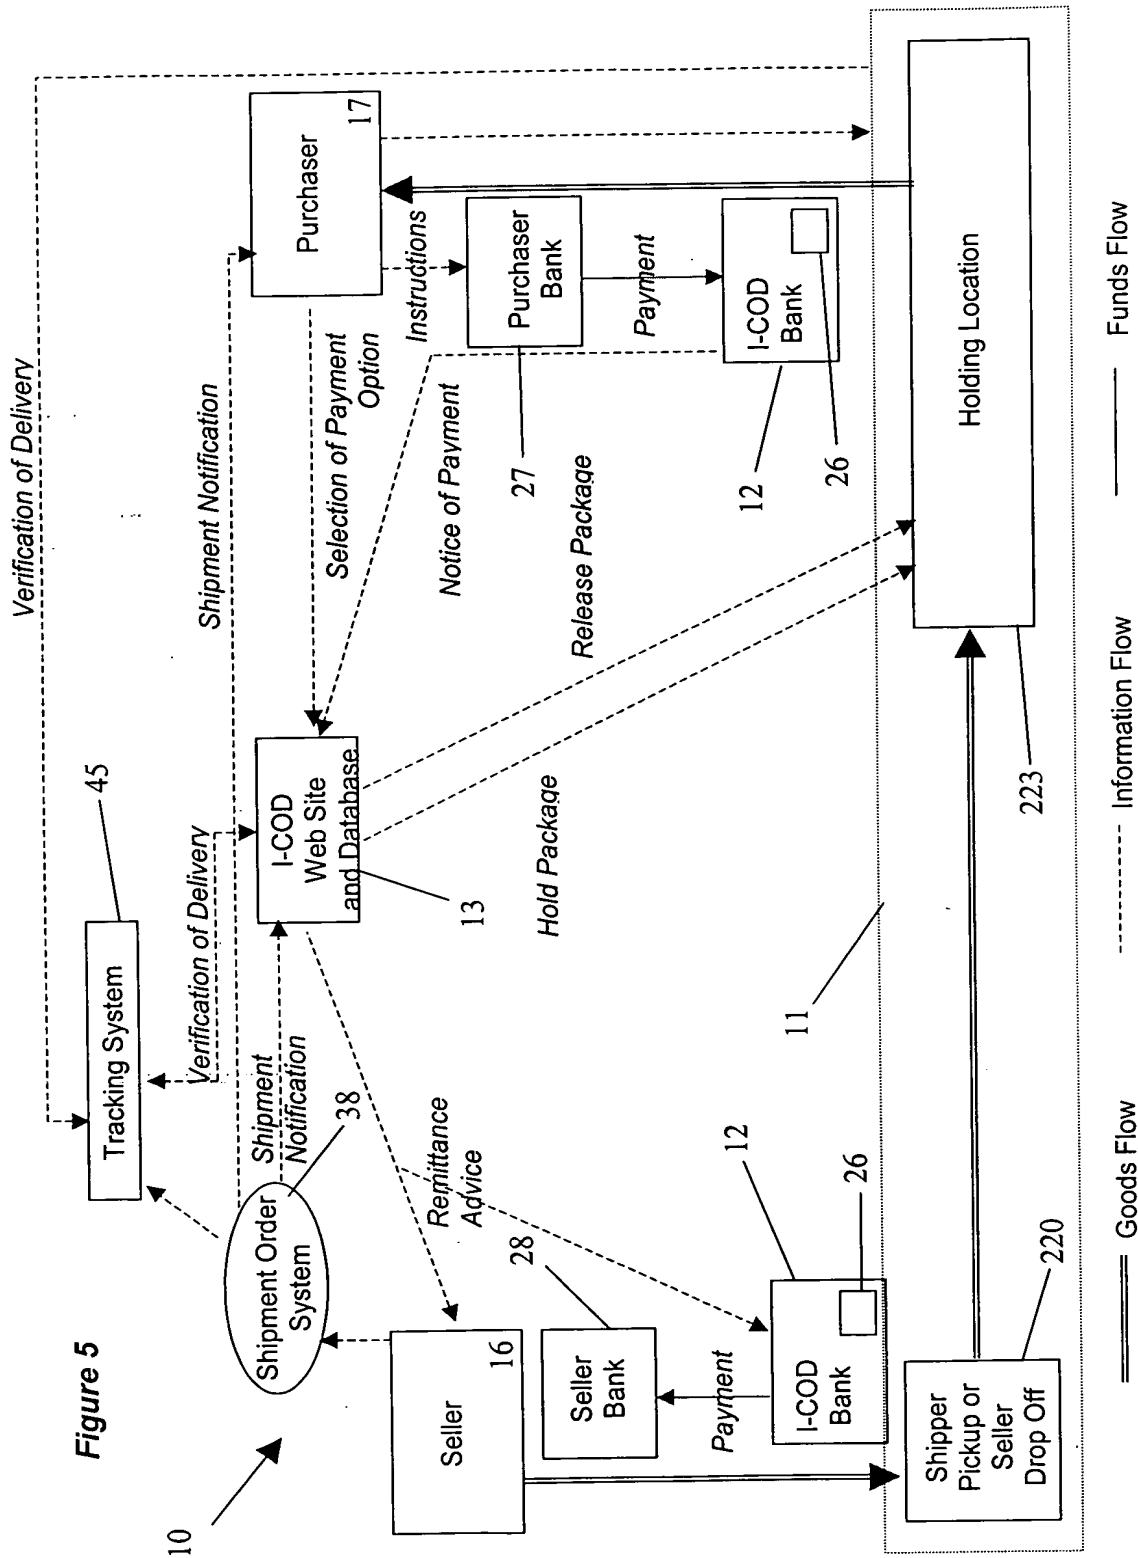 Figure 5
10
Verification of Delivery
Tracking System
45
Shipment Notification
Verification of Delivery
Shipment Order
System
38
Shipment
Notification
I-COD
Web Site
and Database
13
Selection of Payment
Option
Purchaser
17
Instructions
Seller
16
Remittance
Advice
Notice of Payment
Purchaser
Bank
27
Seller
Bank
28
Hold Package
Release Package
Payment
Payment
I-COD
Bank
12
26
I-COD
Bank
12
26
11
Shipper
Pickup or
Seller
Drop Off
220
Holding Location
223
Goods Flow
Information Flow
Funds Flow